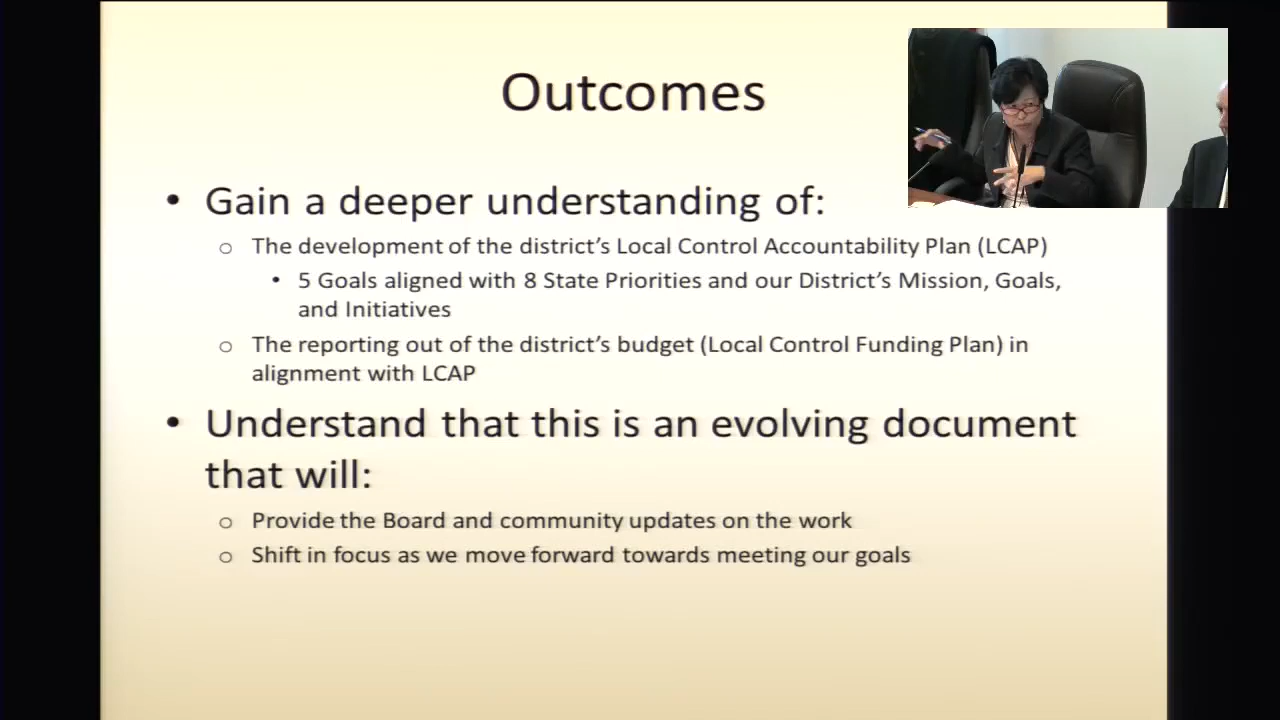 Outcomes
• Gain a deeper understanding of:
o The development of the district's Local Control Accountability Plan (LCAP)
• 5 Goals aligned with 8 State Priorities and our District's Mission, Goals,
and Initiatives
o The reporting out of the district's budget (Local Control Funding Plan) in
alignment with LCAP
• Understand that this is an evolving document
that will:
o Provide the Board and community updates on the work
o Shift in focus as we move forward towards meeting our goals